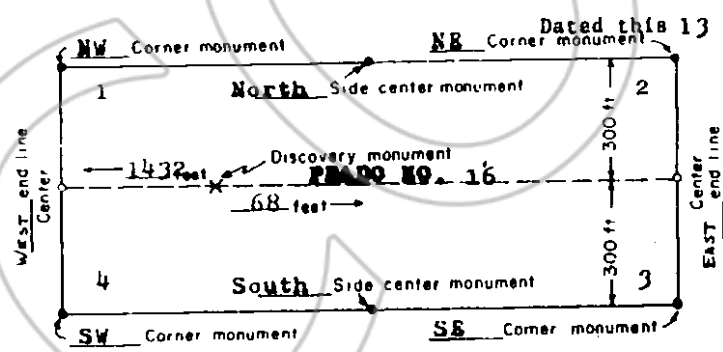 Dated this 13
NW Corner monument NE Corner monument
1 North Side center monument 2
300 ft
WEST end line
Center
1432 feet
Discovery monument
PRADO NO. 16
68 feet
Center
EAST end line
300 ft
4 South Side center monument 3
SW Corner monument SE Corner monument